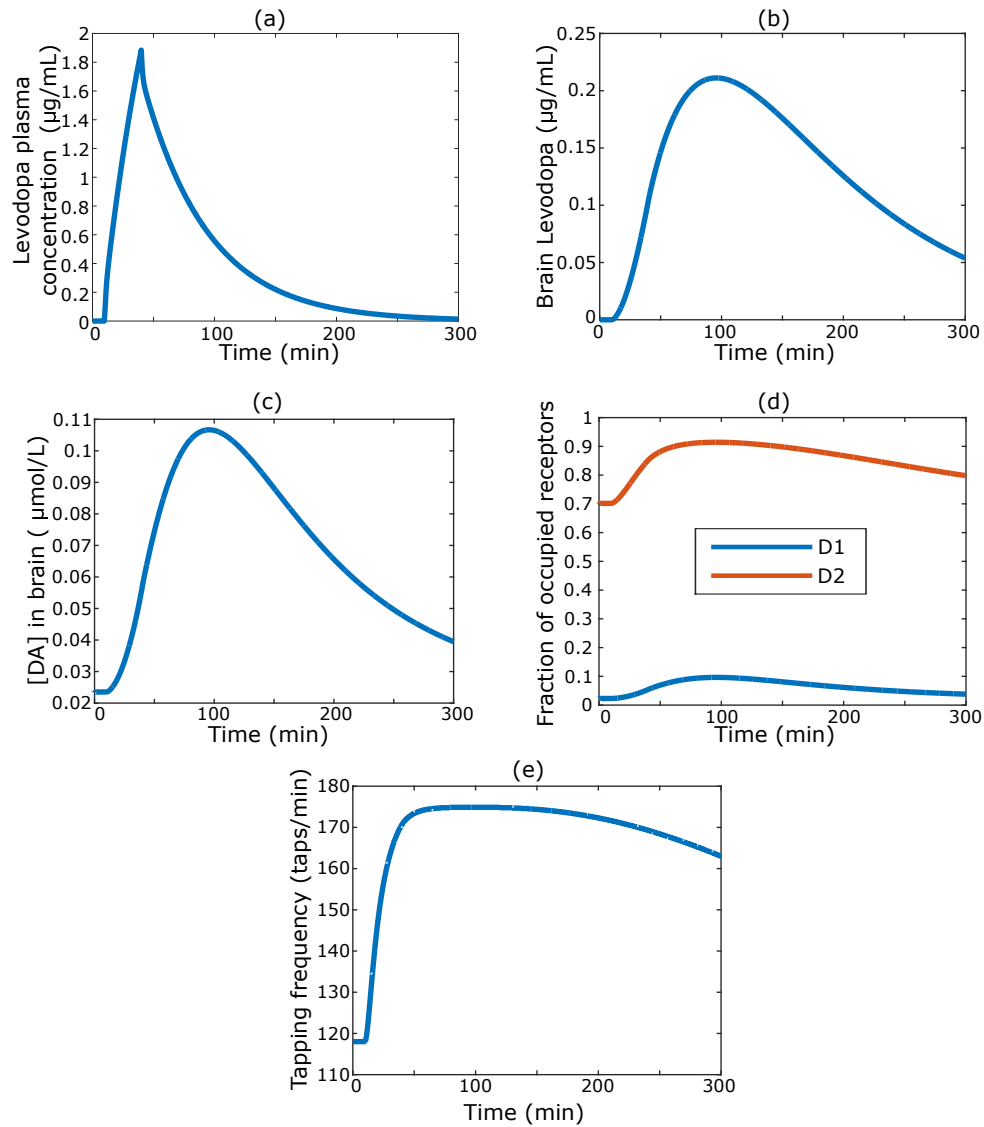 (a)
Levodopa plasma
concentration (µg/mL)
2
1.8
1.6
1.4
1.2
1
0.8
0.6
0.4
0.2
0
0 100 200 300
Time (min)
(b)
Brain Levodopa (µg/mL)
0.25
0.2
0.15
0.1
0.05
0
0 100 200 300
Time (min)
(c)
[DA] in brain ( µmol/L)
0.11
0.1
0.09
0.08
0.07
0.06
0.05
0.04
0.03
0.02
0 100 200 300
Time (min)
(d)
Fraction of occupied receptors
1
0.9
0.8
0.7
0.6
0.5
0.4
0.3
0.2
0.1
0
D1
D2
0 100 200 300
Time (min)
(e)
Tapping frequency (taps/min)
180
170
160
150
140
130
120
110
0 100 200 300
Time (min)